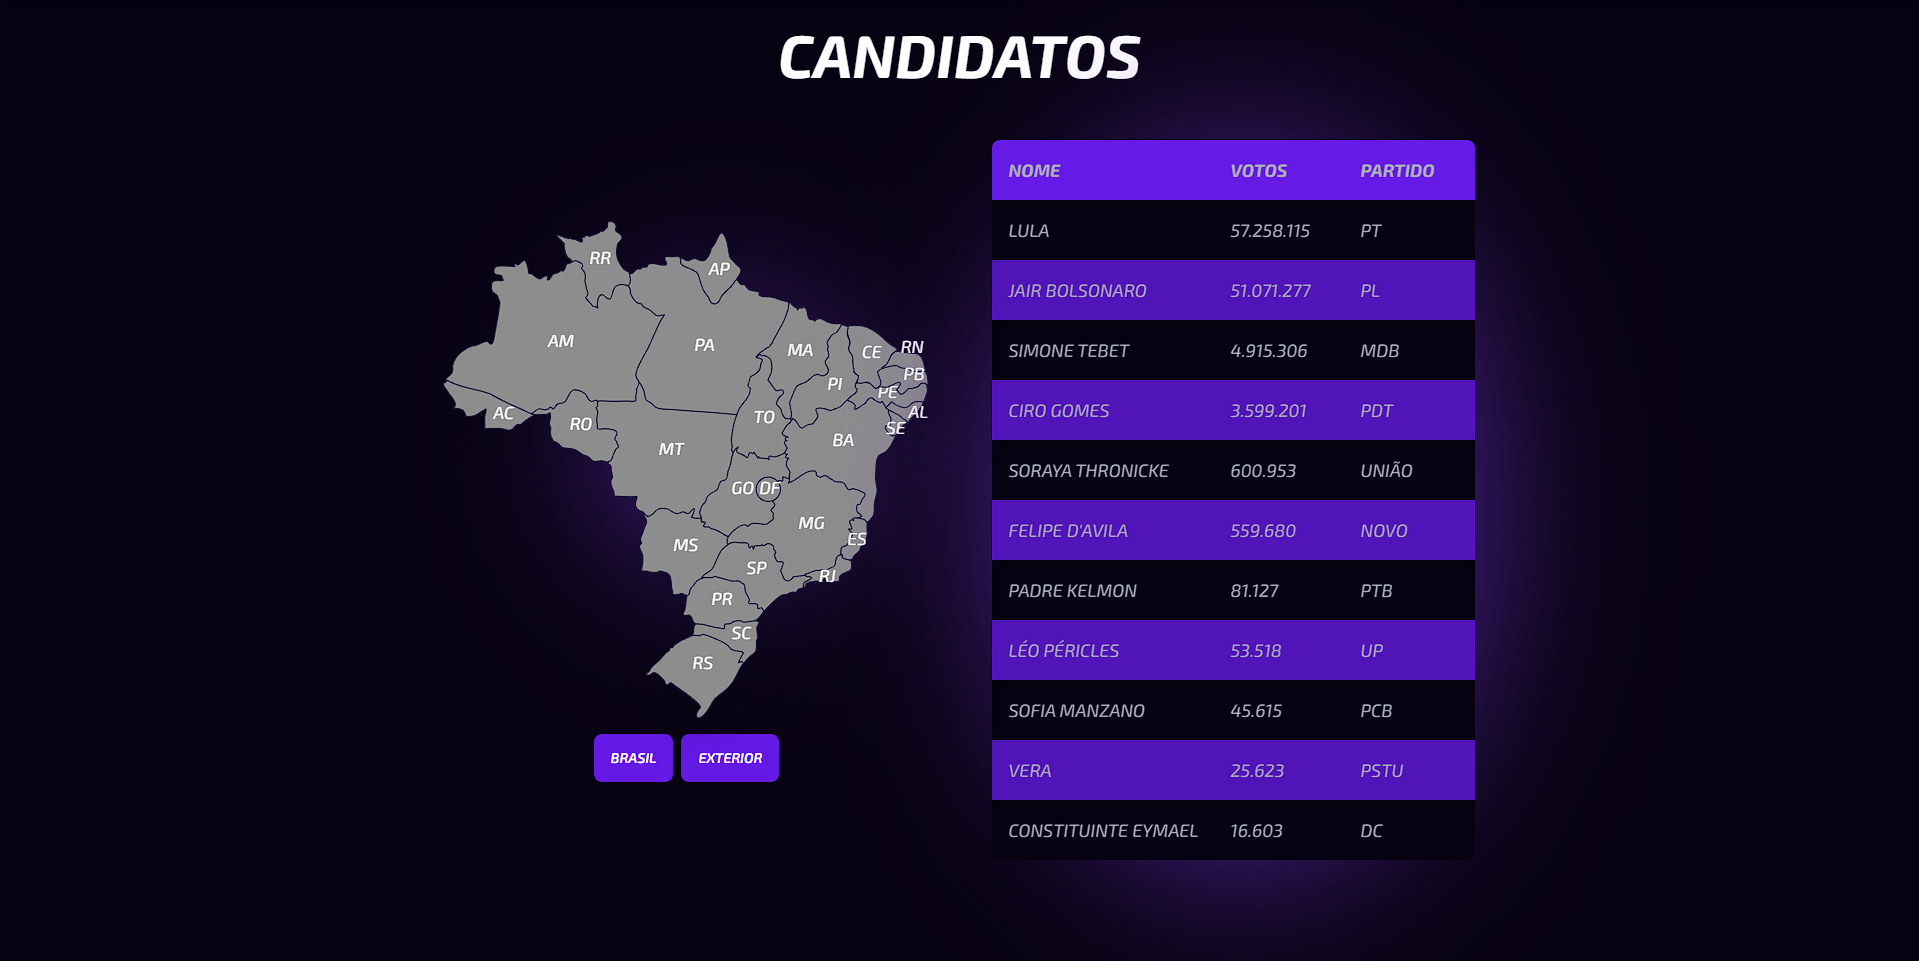 CANDIDATOS
RR
AP
AM
PA
MA
CE
RN
PB
PI
PE
AC
RO
TO
AL
SE
MT
BA
GO
DF
MG
MS
ES
SP
RJ
PR
SC
RS
BRASIL
EXTERIOR
NOME VOTOS PARTIDO
LULA 57.258.115 PT
JAIR BOLSONARO 51.071.277 PL
SIMONE TEBET 4.915.306 MDB
CIRO GOMES 3.599.201 PDT
SORAYA THRONICKE 600.953 UNIÃO
FELIPE D'AVILA 559.680 NOVO
PADRE KELMON 81.127 PTB
LÉO PÉRICLES 53.518 UP
SOFIA MANZANO 45.615 PCB
VERA 25.623 PSTU
CONSTITUINTE EYMAEL 16.603 DC